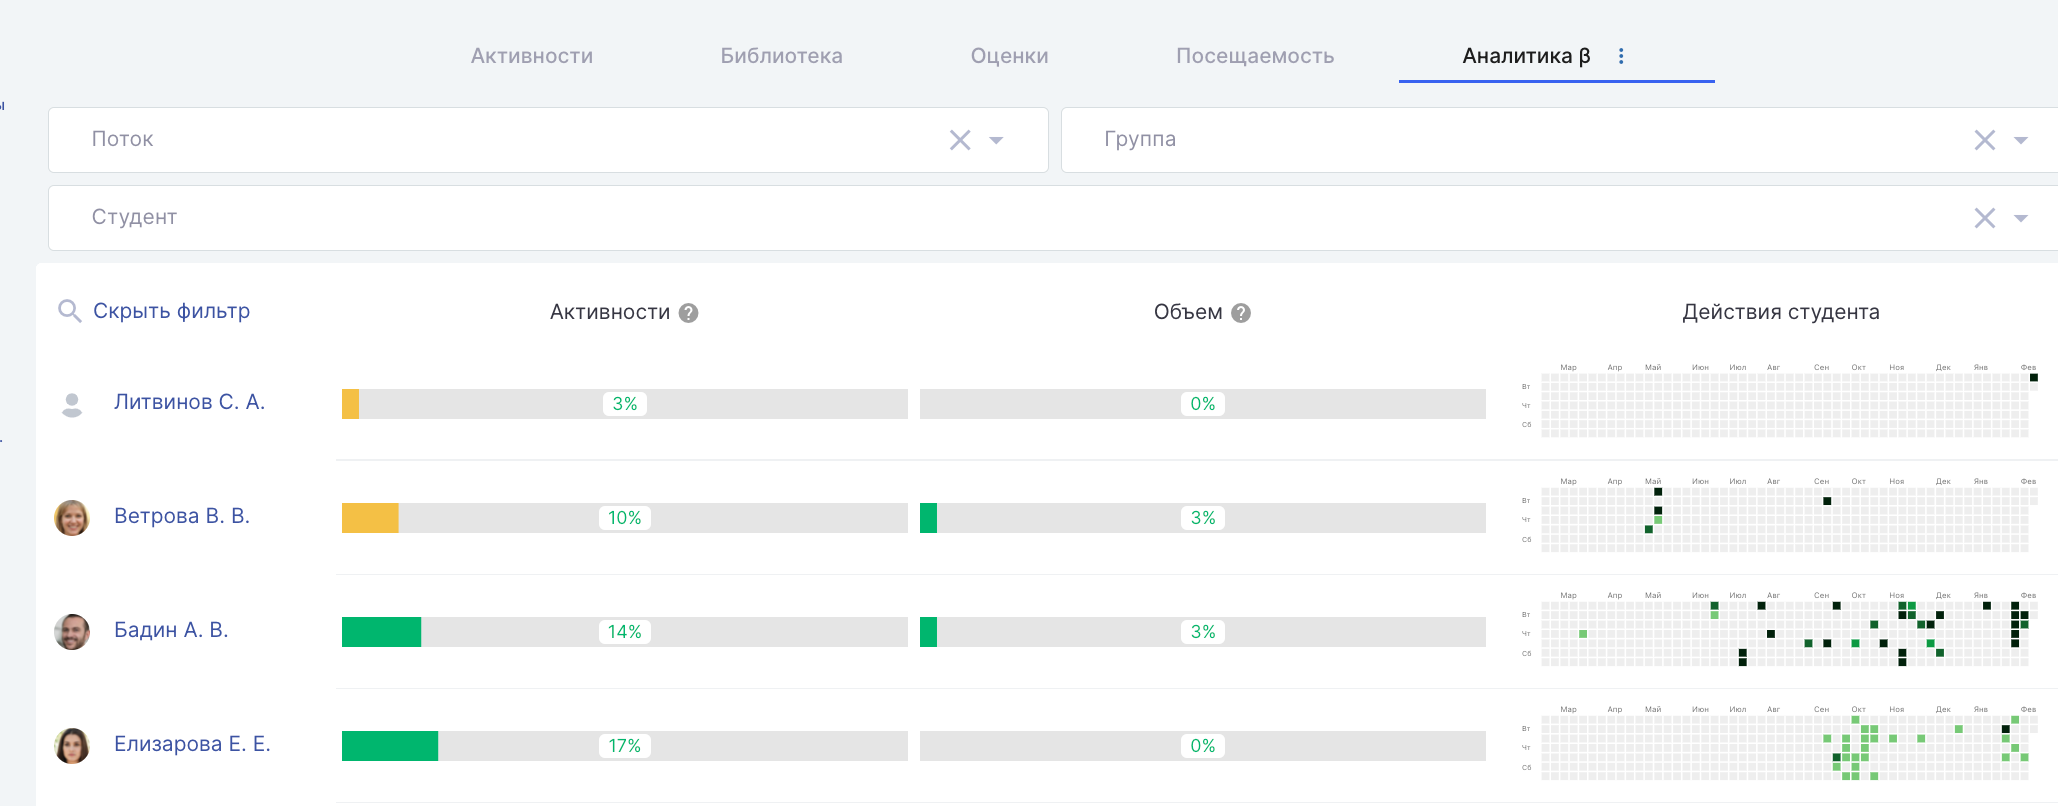 Активности Библиотека Оценки Посещаемость Аналитика β
ы
Поток Группа
Студент
Скрыть фильтр Активности ? Объем ? Действия студента
Мар Апр Май Июн Июл Авг Сен Окт Ноя Дек Янв Фев
Вт
Литвинов С. А. 3% 0% Чт
Сб
Мар Апр Май Июн Июл Авг Сен Окт Ноя Дек Янв Фев
Вт
Ветрова В. В. 10% 3% Чт
Сб
Мар Апр Май Июн Июл Авг Сен Окт Ноя Дек Янв Фев
Вт
Бадин А. В. 14% 3% Чт
Сб
Мар Апр Май Июн Июл Авг Сен Окт Ноя Дек Янв Фев
Вт
Елизарова Е. Е. 17% 0% Чт
Сб